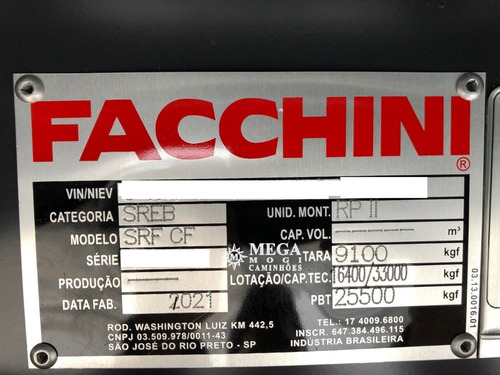 FACCHINI®
VIN/NIEV
CATEGORIA SREB UNID. MONT. RP II
MODELO SRF CF CAP. VOL. ——— m³
SÉRIE TARA 9100 kgf
PRODUÇÃO ——— LOTAÇÃO/CAP.TEC. 16400/33000 kgf
DATA FAB. 2021 PBT 25500 kgf
MEGA
MOGI
CAMINHÕES
ROD. WASHINGTON LUIZ KM 442,5 TEL.: 17 4009.6800
CNPJ 03.509.978/0011-43 INSCR. 647.384.496.115
SÃO JOSÉ DO RIO PRETO - SP INDÚSTRIA BRASILEIRA
03.13.0016.01